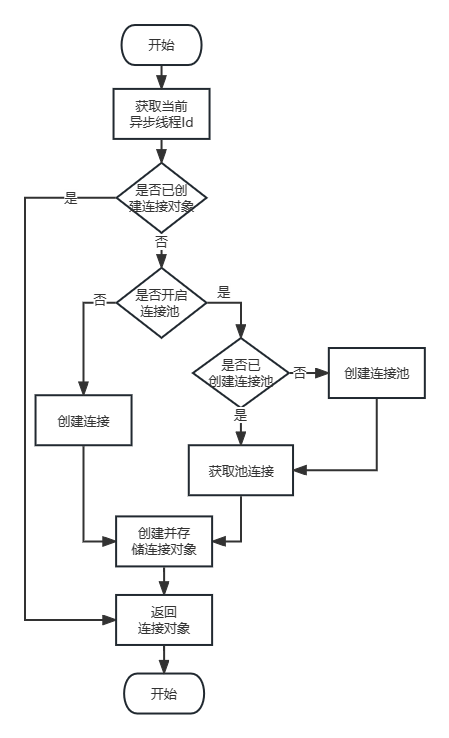 开始
获取当前
异步线程Id
是否已创
建连接对象
是
否
是否开启
连接池
否
是
是否已
创建连接池
否
创建连接池
是
创建连接
获取池连接
创建并存
储连接对象
返回
连接对象
开始